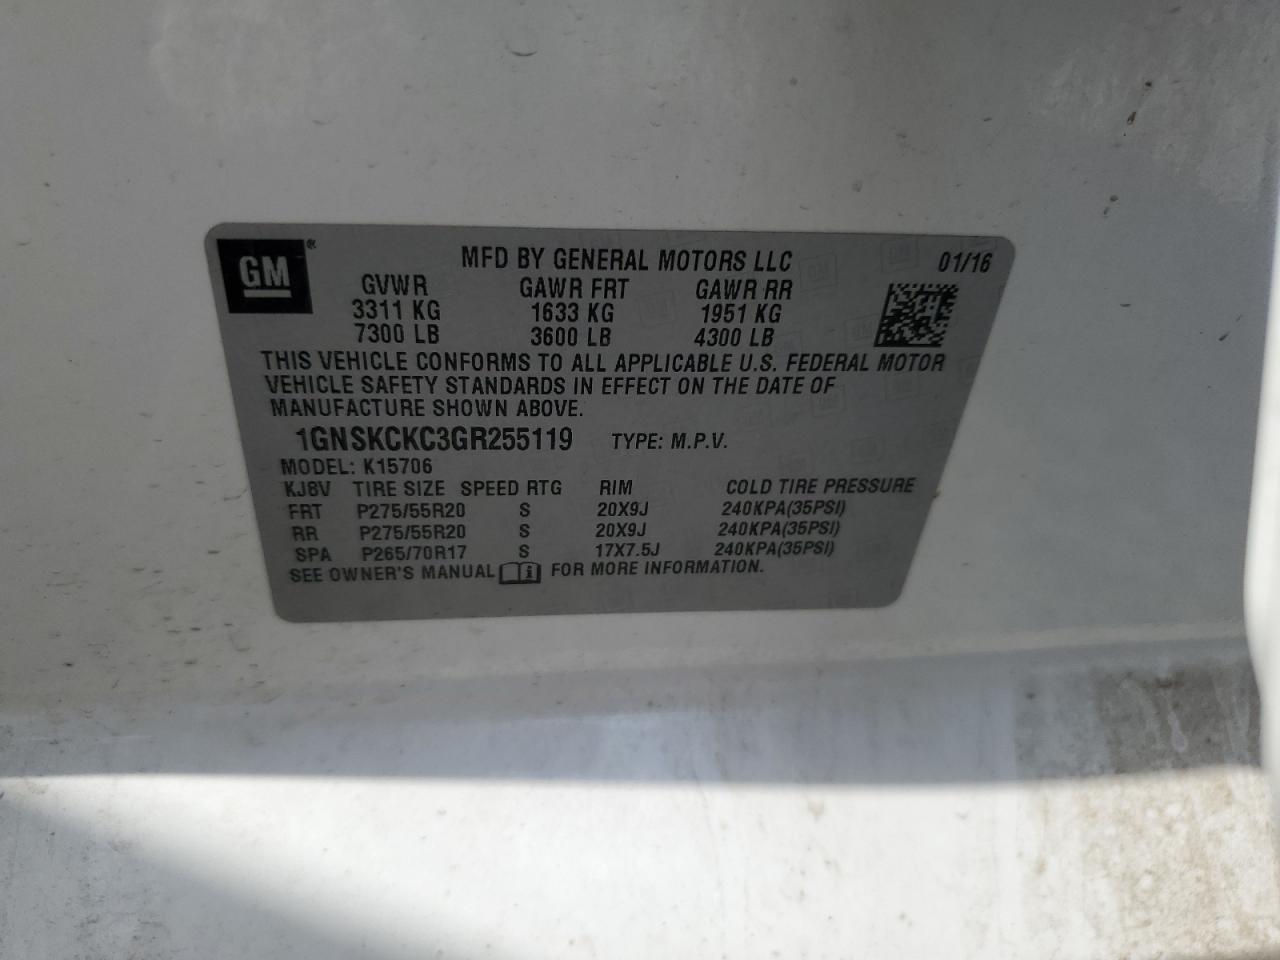 GM®
MFD BY GENERAL MOTORS LLC 01/16
GVWR GAWR FRT GAWR RR
3311 KG 1633 KG 1951 KG
7300 LB 3600 LB 4300 LB
THIS VEHICLE CONFORMS TO ALL APPLICABLE U.S. FEDERAL MOTOR
VEHICLE SAFETY STANDARDS IN EFFECT ON THE DATE OF
MANUFACTURE SHOWN ABOVE.
1GNSKCKC3GR255119 TYPE: M.P.V.
MODEL: K15706
KJ8V TIRE SIZE SPEED RTG RIM COLD TIRE PRESSURE
FRT P275/55R20 S 20X9J 240KPA(35PSI)
RR P275/55R20 S 20X9J 240KPA(35PSI)
SPA P265/70R17 S 17X7.5J 240KPA(35PSI)
SEE OWNER'S MANUAL i FOR MORE INFORMATION.